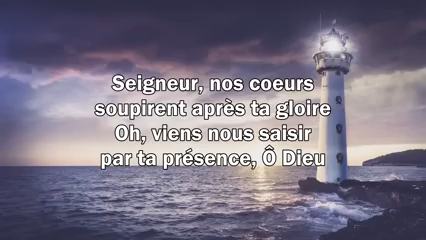 Seigneur, nos coeurs
soupirent après ta gloire
Oh, viens nous saisir
par ta présence, Ô Dieu